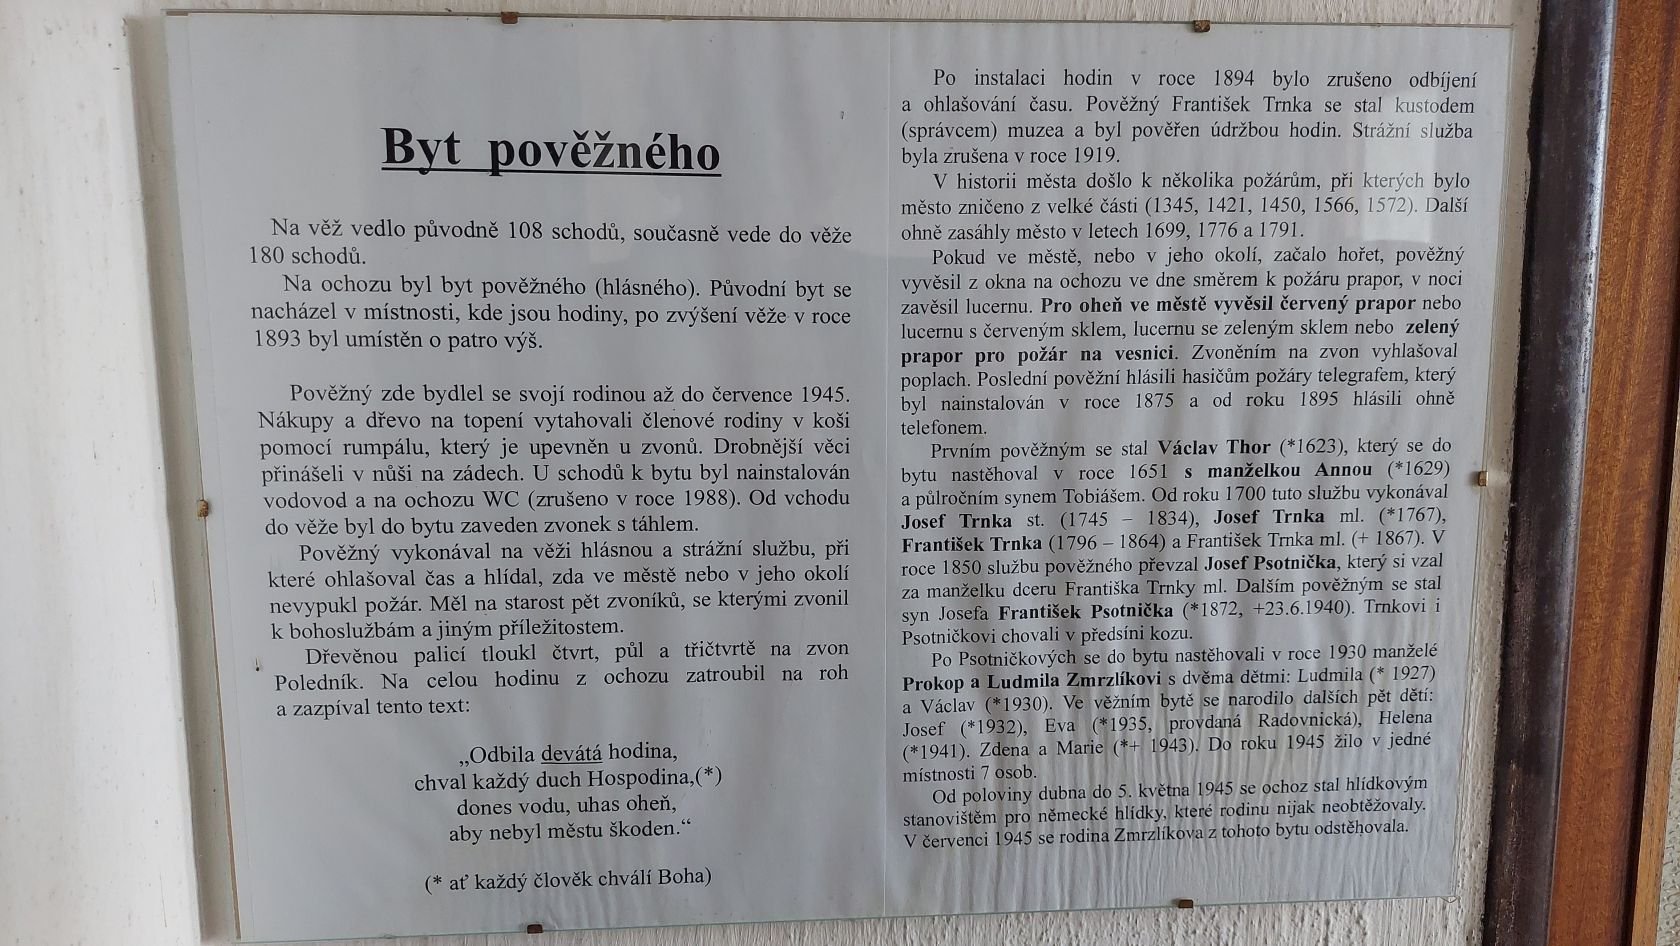 Byt pověžného
Na věž vedlo původně 108 schodů, současně vede do věže
180 schodů.
Na ochozu byl byt pověžného (hlásného). Původní byt se
nacházel v místnosti, kde jsou hodiny, po zvýšení věže v roce
1893 byl umístěn o patro výš.
Pověžný zde bydlel se svojí rodinou až do července 1945.
Nákupy a dřevo na topení vytahovali členové rodiny v koši
pomocí rumpálu, který je upevněn u zvonů. Drobnější věci
přinášeli v nůši na zádech. U schodů k bytu byl nainstalován
vodovod a na ochozu WC (zrušeno v roce 1988). Od vchodu
do věže byl do bytu zaveden zvonek s táhlem.
Pověžný vykonával na věži hlásnou a strážní službu, při
které ohlašoval čas a hlídal, zda ve městě nebo v jeho okolí
nevypukl požár. Měl na starost pět zvoníků, se kterými zvonil
k bohoslužbám a jiným příležitostem.
Dřevěnou palicí tloukl čtvrt, půl a třičtvrtě na zvon
Poledník. Na celou hodinu z ochozu zatroubil na roh
a zazpíval tento text:
„Odbila devátá hodina,
chval každý duch Hospodina,(*)
dones vodu, uhas oheň,
aby nebyl městu škoden.“
(* ať každý člověk chválí Boha)
Po instalaci hodin v roce 1894 bylo zrušeno odbíjení
a ohlašování času. Pověžný František Trnka se stal kustodem
(správcem) muzea a byl pověřen údržbou hodin. Strážní služba
byla zrušena v roce 1919.
V historii města došlo k několika požárům, při kterých bylo
město zničeno z velké části (1345, 1421, 1450, 1566, 1572). Další
ohně zasáhly město v letech 1699, 1776 a 1791.
Pokud ve městě, nebo v jeho okolí, začalo hořet, pověžný
vyvěsil z okna na ochozu ve dne směrem k požáru prapor, v noci
zavěsil lucernu. Pro oheň ve městě vyvěsil červený prapor nebo
lucernu s červeným sklem, lucernu se zeleným sklem nebo zelený
prapor pro požár na vesnici. Zvoněním na zvon vyhlašoval
poplach. Poslední pověžní hlásili hasičům požáry telegrafem, který
byl nainstalován v roce 1875 a od roku 1895 hlásili ohně
telefonem.
Prvním pověžným se stal Václav Thor (*1623), který se do
bytu nastěhoval v roce 1651 s manželkou Annou (*1629)
a půlročním synem Tobiášem. Od roku 1700 tuto službu vykonával
Josef Trnka st. (1745 – 1834), Josef Trnka ml. (*1767),
František Trnka (1796 – 1864) a František Trnka ml. (+ 1867). V
roce 1850 službu pověžného převzal Josef Psotnička, který si vzal
za manželku dceru Františka Trnky ml. Dalším pověžným se stal
syn Josefa František Psotnička (*1872, +23.6.1940). Trnkovi i
Psotničkovi chovali v předsíni kozu.
Po Psotničkových se do bytu nastěhovali v roce 1930 manželé
Prokop a Ludmila Zmrzlíkovi s dvěma dětmi: Ludmila (* 1927)
a Václav (*1930). Ve věžním bytě se narodilo dalších pět dětí:
Josef (*1932), Eva (*1935, provdaná Radovnická), Helena
(*1941). Zdena a Marie (*+ 1943). Do roku 1945 žilo v jedné
místnosti 7 osob.
Od poloviny dubna do 5. května 1945 se ochoz stal hlídkovým
stanovištěm pro německé hlídky, které rodinu nijak neobtěžovaly.
V červenci 1945 se rodina Zmrzlíkova z tohoto bytu odstěhovala.